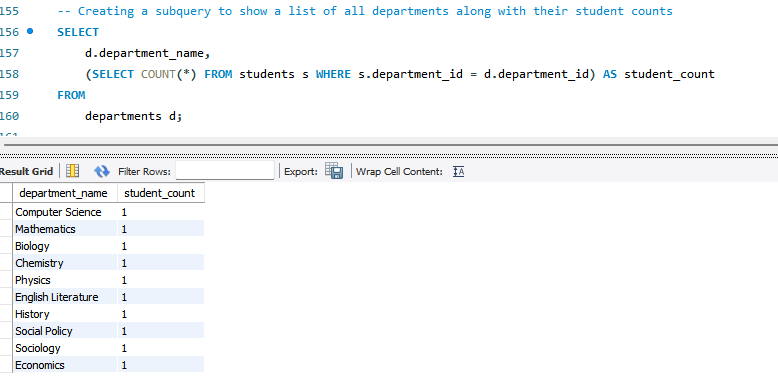 155 -- Creating a subquery to show a list of all departments along with their student counts
156 SELECT
157 d.department_name,
158 (SELECT COUNT(*) FROM students s WHERE s.department_id = d.department_id) AS student_count
159 FROM
160 departments d;
161
Result Grid Filter Rows: Export: Wrap Cell Content: IA
department_name student_count
Computer Science 1
Mathematics 1
Biology 1
Chemistry 1
Physics 1
English Literature 1
History 1
Social Policy 1
Sociology 1
Economics 1